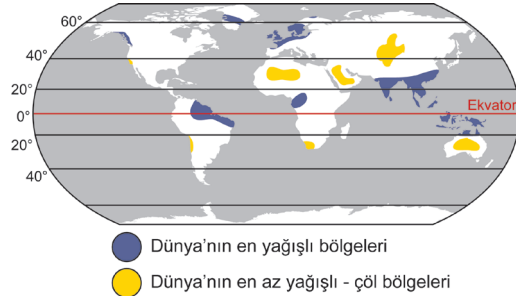 60°
40°
20°
Ekvator
0°
20°
40°
Dünya'nın en yağışlı bölgeleri
Dünya'nın en az yağışlı - çöl bölgeleri